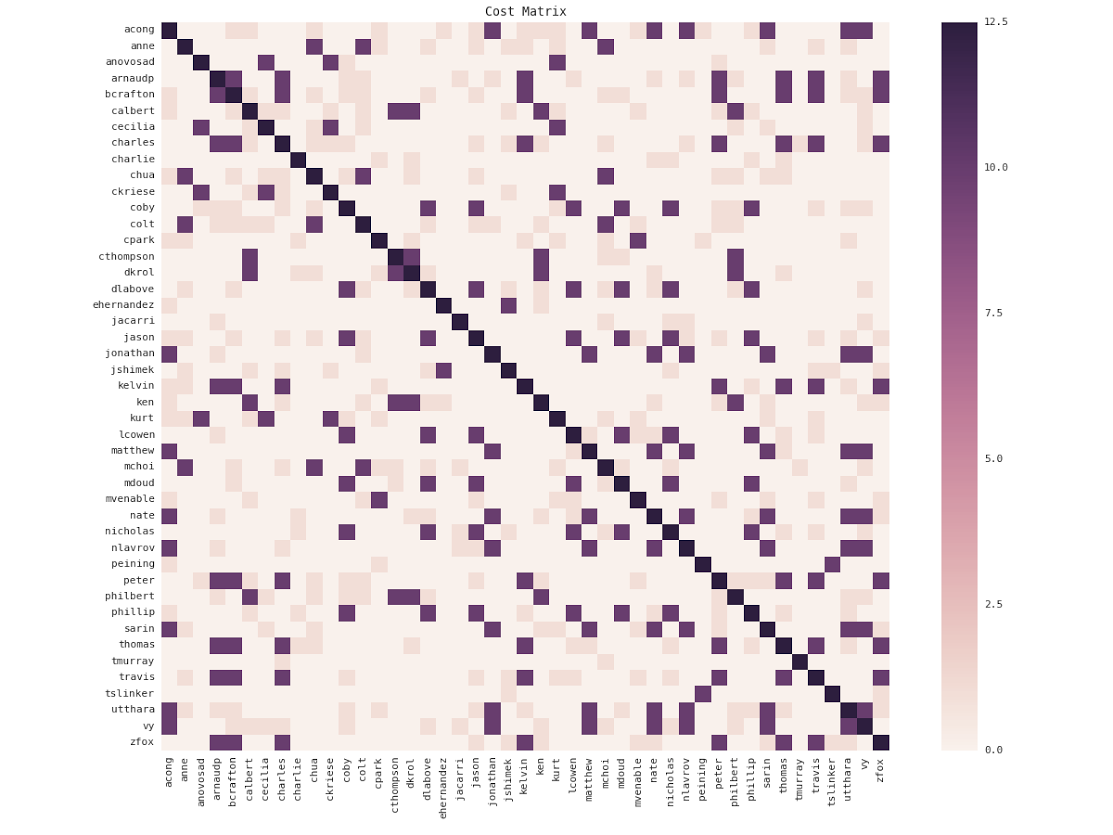 Cost Matrix
acong
anne
anovosad
arnaudp
bcrafton
calbert
cecilia
charles
charlie
chua
ckriese
coby
colt
cpark
cthompson
dkrol
dlabove
ehernandez
jacarri
jason
jonathan
jshimek
kelvin
ken
kurt
lcowen
matthew
mchoi
mdoud
mvenable
nate
nicholas
nlavrov
peining
peter
philbert
phillip
sarin
thomas
tmurray
travis
tslinker
utthara
vy
zfox
acong
anne
anovosad
arnaudp
bcrafton
calbert
cecilia
charles
charlie
chua
ckriese
coby
colt
cpark
cthompson
dkrol
dlabove
ehernandez
jacarri
jason
jonathan
jshimek
kelvin
ken
kurt
lcowen
matthew
mchoi
mdoud
mvenable
nate
nicholas
nlavrov
peining
peter
philbert
phillip
sarin
thomas
tmurray
travis
tslinker
utthara
vy
zfox
12.5
10.0
7.5
5.0
2.5
0.0